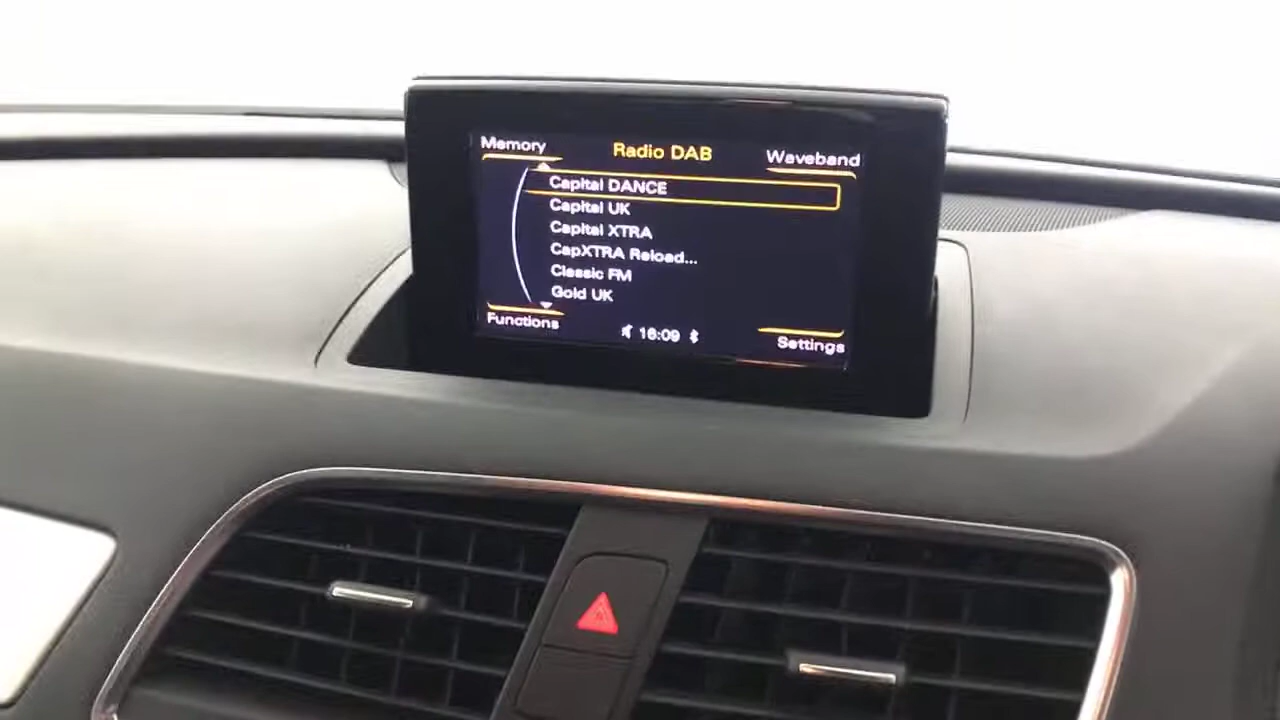 Memory
Radio DAB
Waveband
Capital DANCE
Capital UK
Capital XTRA
CapXTRA Reload...
Classic FM
Gold UK
Functions
16:09
Settings